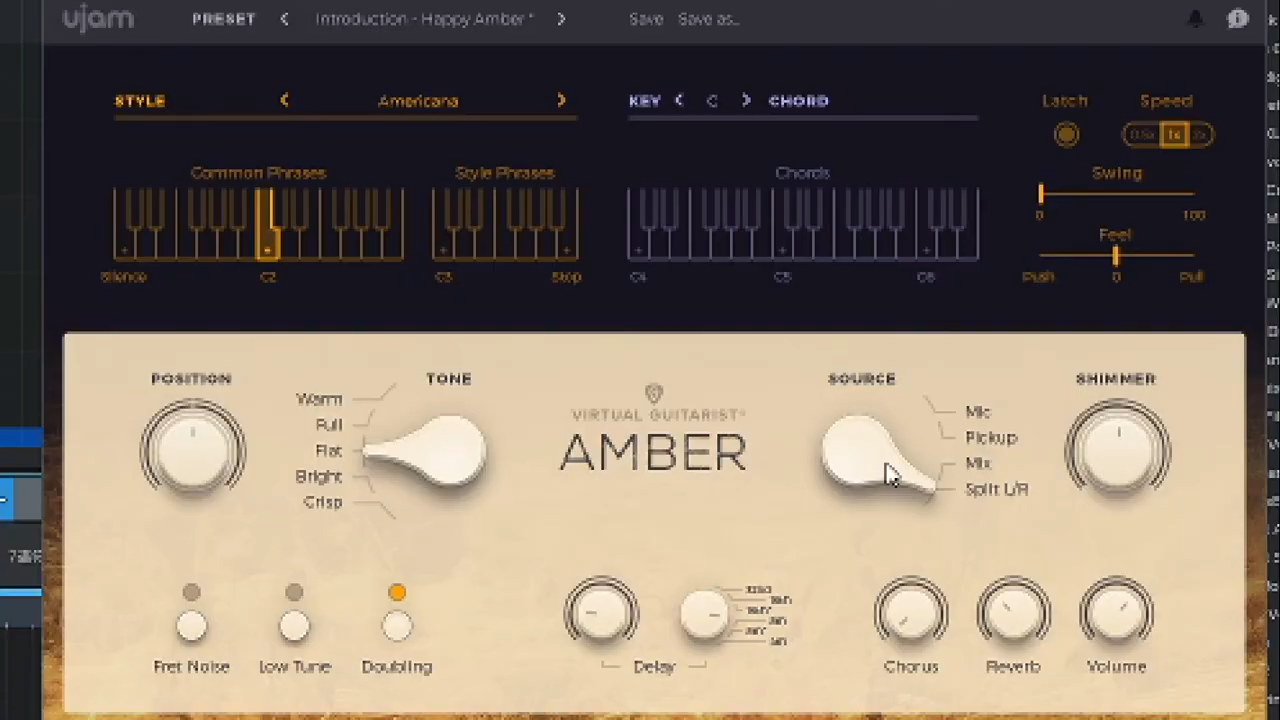 ujam PRESET < Introduction - Happy Amber * > Save Save as...
STYLE < Americana > KEY < C > CHORD Latch Speed
0.5x 1x 2x
Common Phrases Style Phrases Chords Swing
0 100
Feel
Silence C2 C3 Stop C4 C5 C6 Push 0 Pull
POSITION TONE SOURCE SHIMMER
Warm
Full
Flat
Bright
Crisp
VIRTUAL GUITARIST
AMBER
Mic
Pickup
Mix
Split L/R
Fret Noise Low Tune Doubling Delay Chorus Reverb Volume